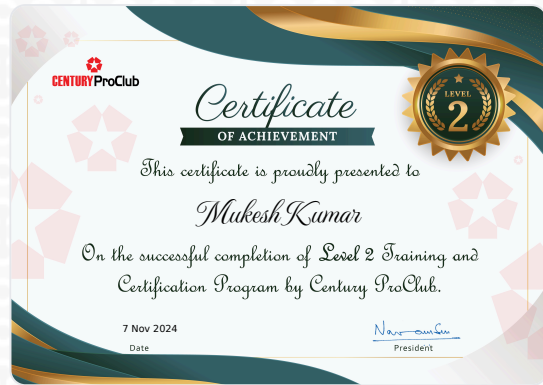 CENTURY ProClub
Certificate
OF ACHIEVEMENT
LEVEL
2
This certificate is proudly presented to
Mukesh Kumar
On the successful completion of Level 2 Training and
Certification Program by Century ProClub.
7 Nov 2024
Date
President